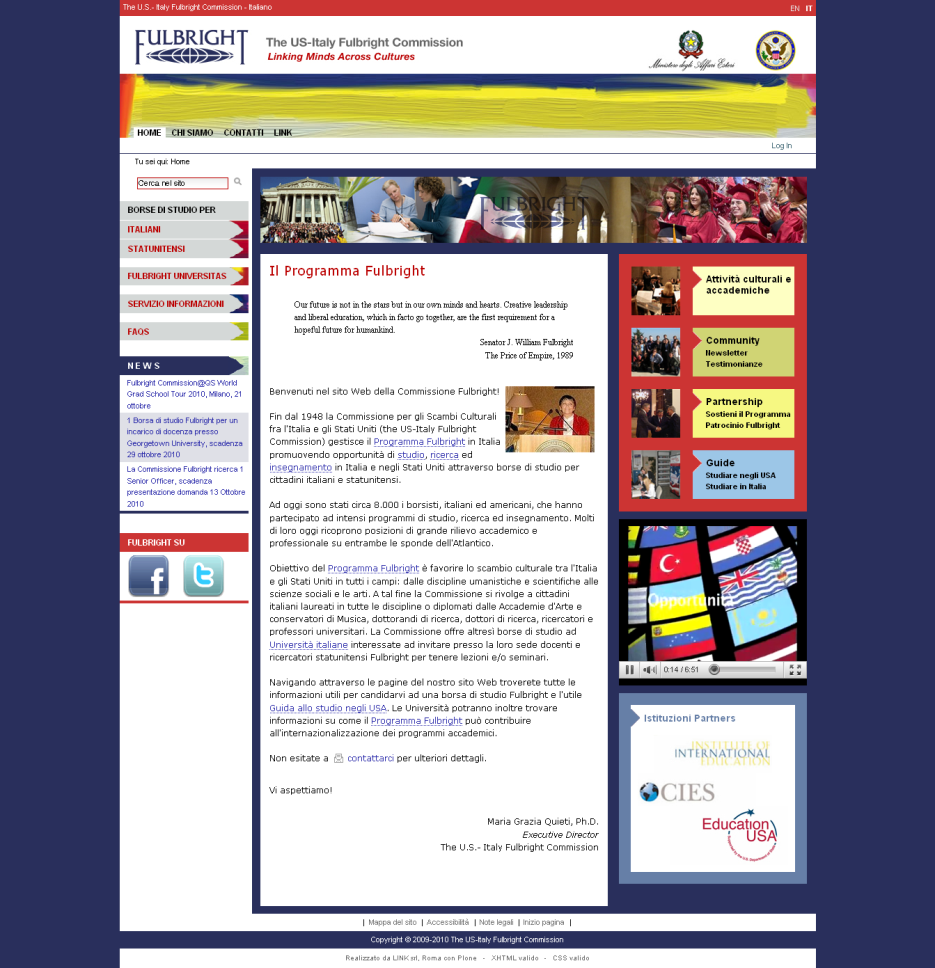 The U.S.- Italy Fulbright Commission - Italiano
EN IT
FULBRIGHT
The US-Italy Fulbright Commission
Linking Minds Across Cultures
Ministero degli Affari Esteri
HOME CHI SIAMO CONTATTI LINK
Log In
Tu sei qui: Home
Cerca nel sito
BORSE DI STUDIO PER
ITALIANI
STATUNITENSI
FULBRIGHT UNIVERSITAS
SERVIZIO INFORMAZIONI
FAQS
NEWS
Fulbright Commission@QS World
Grad School Tour 2010, Milano, 21
ottobre
1 Borsa di studio Fulbright per un
incarico di docenza presso
Georgetown University, scadenza
29 ottobre 2010
La Commissione Fulbright ricerca 1
Senior Officer, scadenza
presentazione domanda 13 Ottobre
2010
FULBRIGHT SU
f t
FULBRIGHT
Il Programma Fulbright
Our future is not in the stars but in our own minds and hearts. Creative leadership
and liberal education, which in facto go together, are the first requirement for a
hopeful future for humankind.
Senator J. William Fulbright
The Price of Empire, 1989
Benvenuti nel sito Web della Commissione Fulbright!
Fin dal 1948 la Commissione per gli Scambi Culturali
fra l'Italia e gli Stati Uniti (the US-Italy Fulbright
Commission) gestisce il Programma Fulbright in Italia
promuovendo opportunità di studio, ricerca ed
insegnamento in Italia e negli Stati Uniti attraverso borse di studio per
cittadini italiani e statunitensi.
Ad oggi sono stati circa 8.000 i borsisti, italiani ed americani, che hanno
partecipato ad intensi programmi di studio, ricerca ed insegnamento. Molti
di loro oggi ricoprono posizioni di grande rilievo accademico e
professionale su entrambe le sponde dell'Atlantico.
Obiettivo del Programma Fulbright è favorire lo scambio culturale tra l'Italia
e gli Stati Uniti in tutti i campi: dalle discipline umanistiche e scientifiche alle
scienze sociali e le arti. A tal fine la Commissione si rivolge a cittadini
italiani laureati in tutte le discipline o diplomati dalle Accademie d'Arte e
conservatori di Musica, dottorandi di ricerca, dottori di ricerca, ricercatori e
professori universitari. La Commissione offre altresì borse di studio ad
Università italiane interessate ad invitare presso la loro sede docenti e
ricercatori statunitensi Fulbright per tenere lezioni e/o seminari.
Navigando attraverso le pagine del nostro sito Web troverete tutte le
informazioni utili per candidarvi ad una borsa di studio Fulbright e l'utile
Guida allo studio negli USA. Le Università potranno inoltre trovare
informazioni su come il Programma Fulbright può contribuire
all'internazionalizzazione dei programmi accademici.
Non esitate a contattarci per ulteriori dettagli.
Vi aspettiamo!
Maria Grazia Quieti, Ph.D.
Executive Director
The U.S.- Italy Fulbright Commission
Attività culturali e
accademiche
Community
Newsletter
Testimonianze
Partnership
Sostieni il Programma
Patrocinio Fulbright
Guide
Studiare negli USA
Studiare in Italia
Opportunità
0:14 / 6:51
Istituzioni Partners
INSTITUTE OF
INTERNATIONAL
EDUCATION
CIES
Education
USA
| Mappa del sito | Accessibilità | Note legali | Inizio pagina |
Copyright © 2009-2010 The US-Italy Fulbright Commission
Realizzato da LINK srl, Roma con Plone - XHTML valido - CSS valido